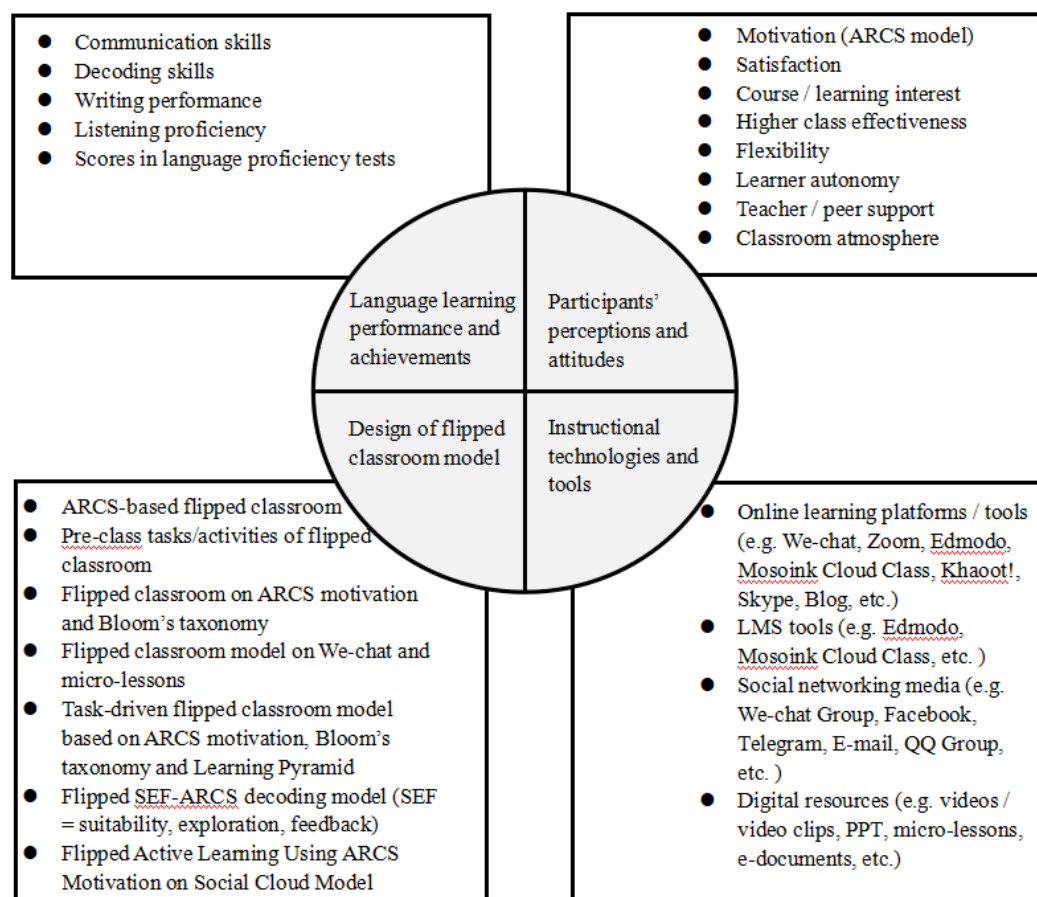 ● Communication skills
● Decoding skills
● Writing performance
● Listening proficiency
● Scores in language proficiency tests
● Motivation (ARCS model)
● Satisfaction
● Course / learning interest
● Higher class effectiveness
● Flexibility
● Learner autonomy
● Teacher / peer support
● Classroom atmosphere
Language learning
performance and
achievements
Participants’
perceptions and
attitudes
Design of flipped
classroom model
Instructional
technologies and
tools
● ARCS-based flipped classroom
● Pre-class tasks/activities of flipped
classroom
● Flipped classroom on ARCS motivation
and Bloom’s taxonomy
● Flipped classroom model on We-chat and
micro-lessons
● Task-driven flipped classroom model
based on ARCS motivation, Bloom’s
taxonomy and Learning Pyramid
● Flipped SEF-ARCS decoding model (SEF
= suitability, exploration, feedback)
● Flipped Active Learning Using ARCS
Motivation on Social Cloud Model
● Online learning platforms / tools
(e.g. We-chat, Zoom, Edmodo,
Mosoink Cloud Class, Khaoot!,
Skype, Blog, etc.)
● LMS tools (e.g. Edmodo,
Mosoink Cloud Class, etc. )
● Social networking media (e.g.
We-chat Group, Facebook,
Telegram, E-mail, QQ Group,
etc. )
● Digital resources (e.g. videos /
video clips, PPT, micro-lessons,
e-documents, etc.)